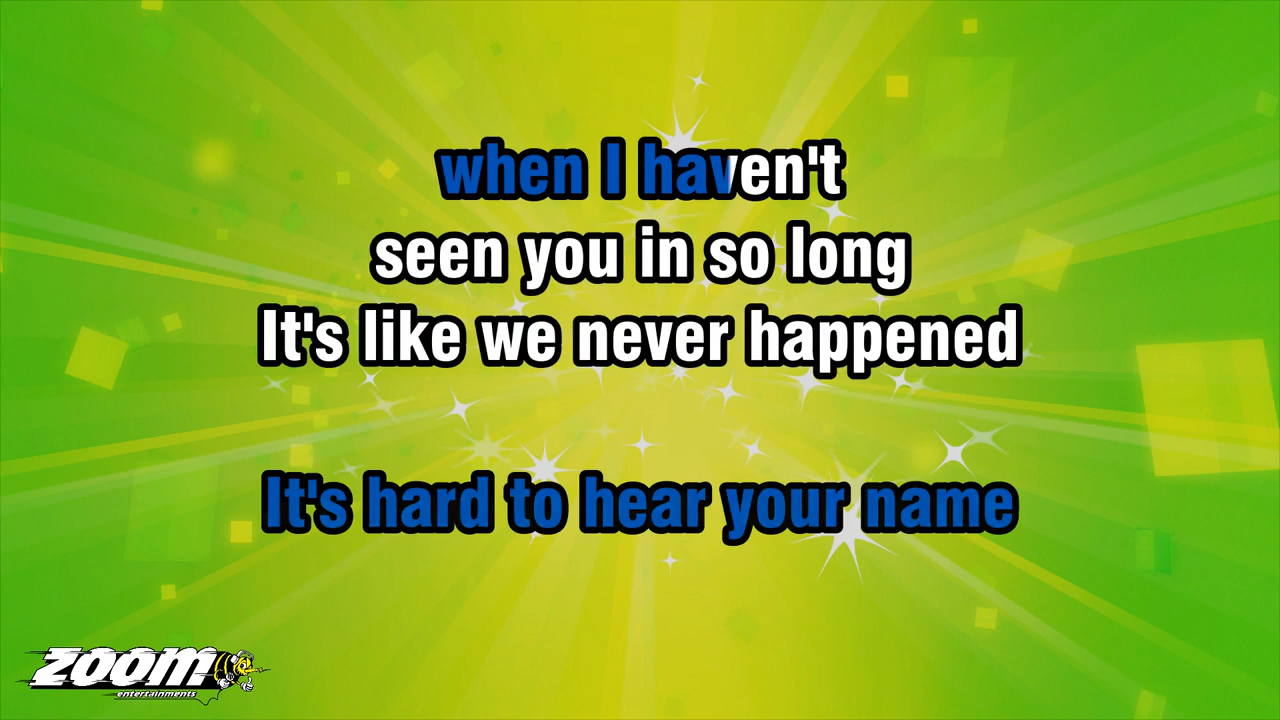 when I haven't
seen you in so long
It's like we never happened
It's hard to hear your name
zoom
entertainments